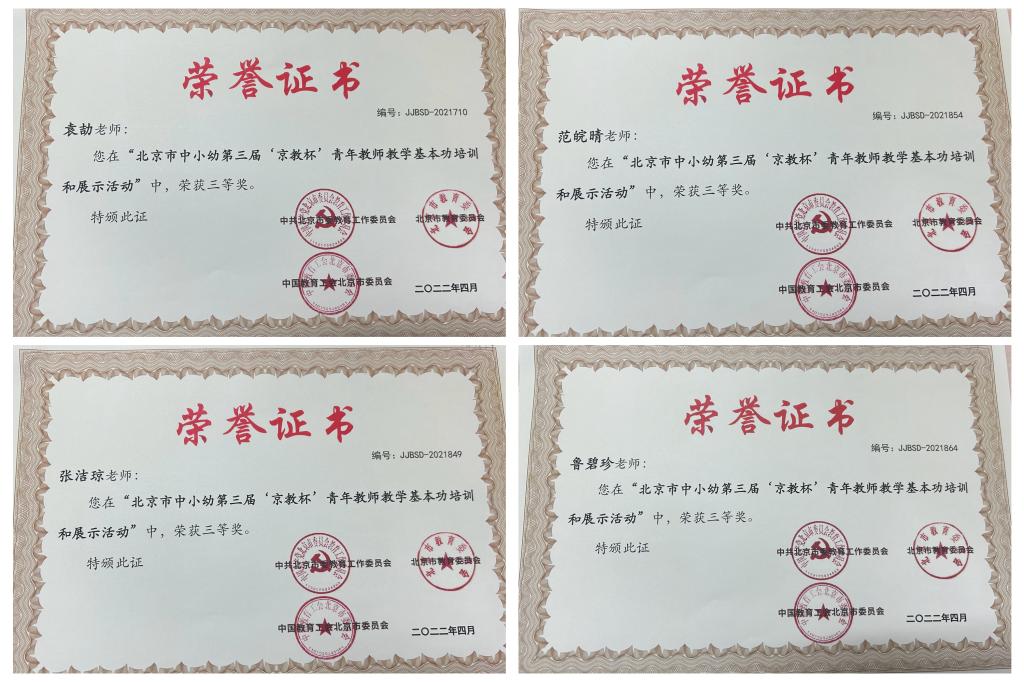 荣誉证书
编号：JJBSD-2021710
袁劼老师：
您在“北京市中小幼第三届‘京教杯’青年教师教学基本功培训
和展示活动”中，荣获三等奖。
特颁此证
中共北京市委教育工作委员会
北京市教育委员会
中国教育工会北京市委员会
二〇二二年四月
荣誉证书
编号：JJBSD-2021854
范皖晴老师：
您在“北京市中小幼第三届‘京教杯’青年教师教学基本功培训
和展示活动”中，荣获三等奖。
特颁此证
中共北京市委教育工作委员会
北京市教育委员会
中国教育工会北京市委员会
二〇二二年四月
荣誉证书
编号：JJBSD-2021849
张洁琼老师：
您在“北京市中小幼第三届‘京教杯’青年教师教学基本功培训
和展示活动”中，荣获三等奖。
特颁此证
中共北京市委教育工作委员会
北京市教育委员会
中国教育工会北京市委员会
二〇二二年四月
荣誉证书
编号：JJBSD-2021864
鲁碧珍老师：
您在“北京市中小幼第三届‘京教杯’青年教师教学基本功培训
和展示活动”中，荣获三等奖。
特颁此证
中共北京市委教育工作委员会
北京市教育委员会
中国教育工会北京市委员会
二〇二二年四月